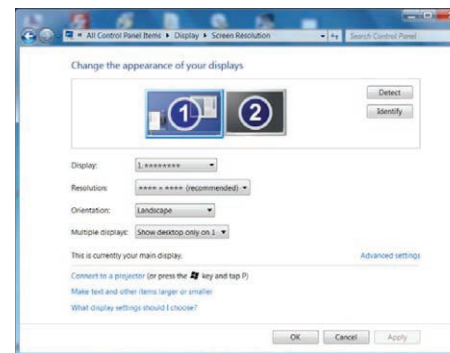 « All Control Panel Items ▸ Display ▸ Screen Resolution
Search Control Panel
Change the appearance of your displays
1
2
Detect
Identify
Display: 1.********
Resolution: **** × **** (recommended)
Orientation: Landscape
Multiple displays: Show desktop only on 1
This is currently your main display.
Advanced settings
Connect to a projector (or press the key and tap P)
Make text and other items larger or smaller
What display settings should I choose?
OK Cancel Apply